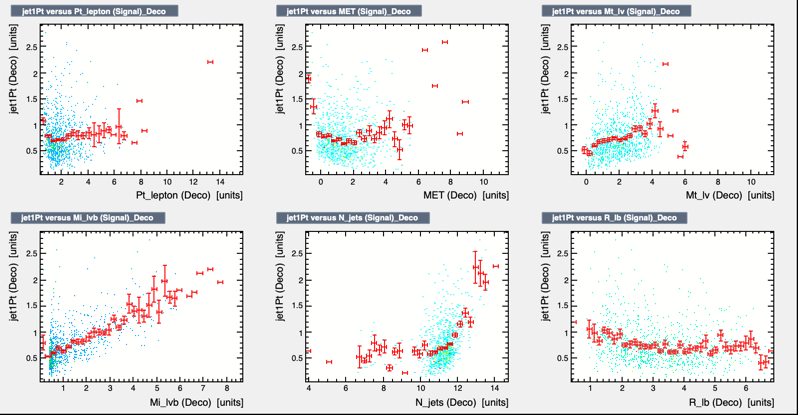 jet1Pt versus Pt_lepton (Signal)_Deco
jet1Pt (Deco) [units]
2.5
2
1.5
1
0.5
2 4 6 8 10 12 14
Pt_lepton (Deco) [units]
jet1Pt versus MET (Signal)_Deco
jet1Pt (Deco) [units]
2.5
2
1.5
1
0.5
0 2 4 6 8 10
MET (Deco) [units]
jet1Pt versus Mt_lv (Signal)_Deco
jet1Pt (Deco) [units]
2.5
2
1.5
1
0.5
0 2 4 6 8 10
Mt_lv (Deco) [units]
jet1Pt versus Mi_lvb (Signal)_Deco
jet1Pt (Deco) [units]
2.5
2
1.5
1
0.5
1 2 3 4 5 6 7 8
Mi_lvb (Deco) [units]
jet1Pt versus N_jets (Signal)_Deco
jet1Pt (Deco) [units]
2.5
2
1.5
1
0.5
4 6 8 10 12 14
N_jets (Deco) [units]
jet1Pt versus R_lb (Signal)_Deco
jet1Pt (Deco) [units]
2.5
2
1.5
1
0.5
1 2 3 4 5 6
R_lb (Deco) [units]